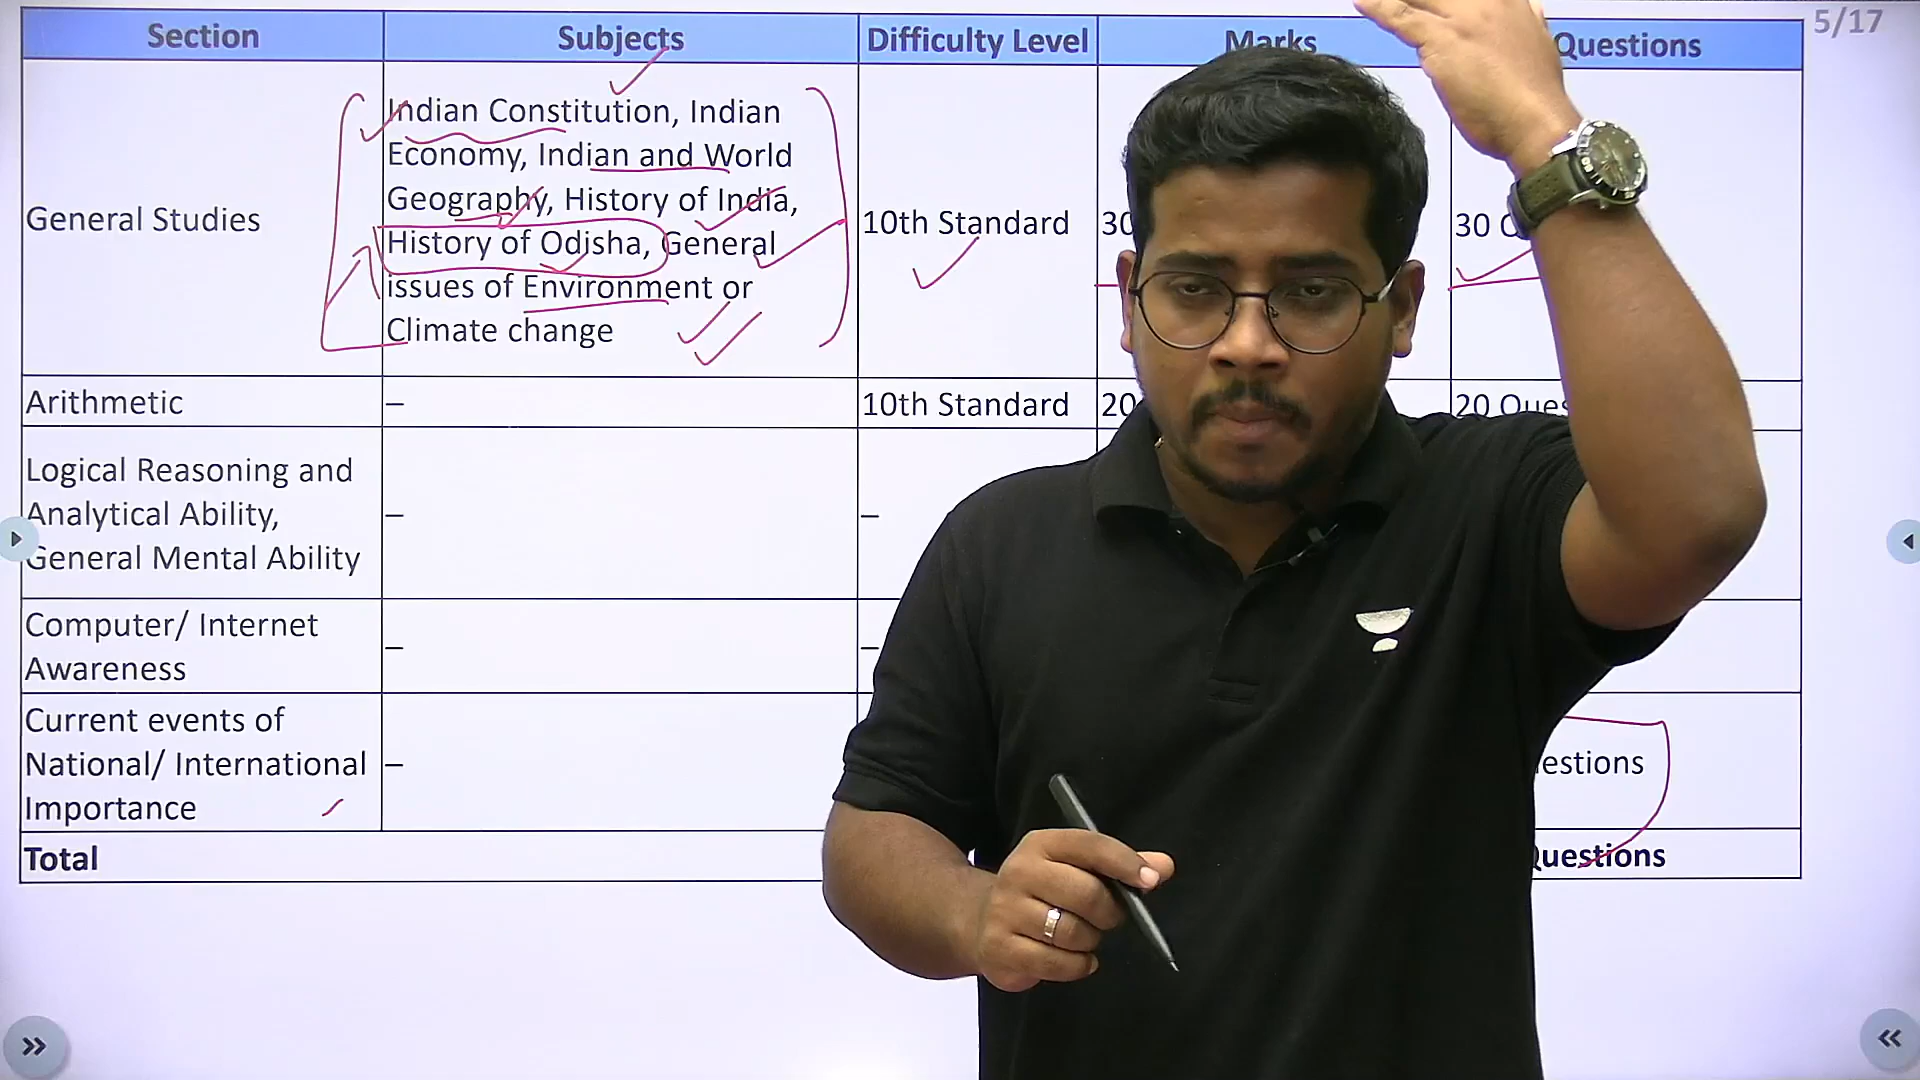 Section Subjects Difficulty Level Marks Questions 5/17
General Studies
Indian Constitution, Indian
Economy, Indian and World
Geography, History of India,
History of Odisha, General
issues of Environment or
Climate change
10th Standard 30 30
Arithmetic – 10th Standard 20 20
Logical Reasoning and
Analytical Ability,
General Mental Ability
– –
Computer/ Internet
Awareness
– –
Current events of
National/ International
Importance
–
Total Questions